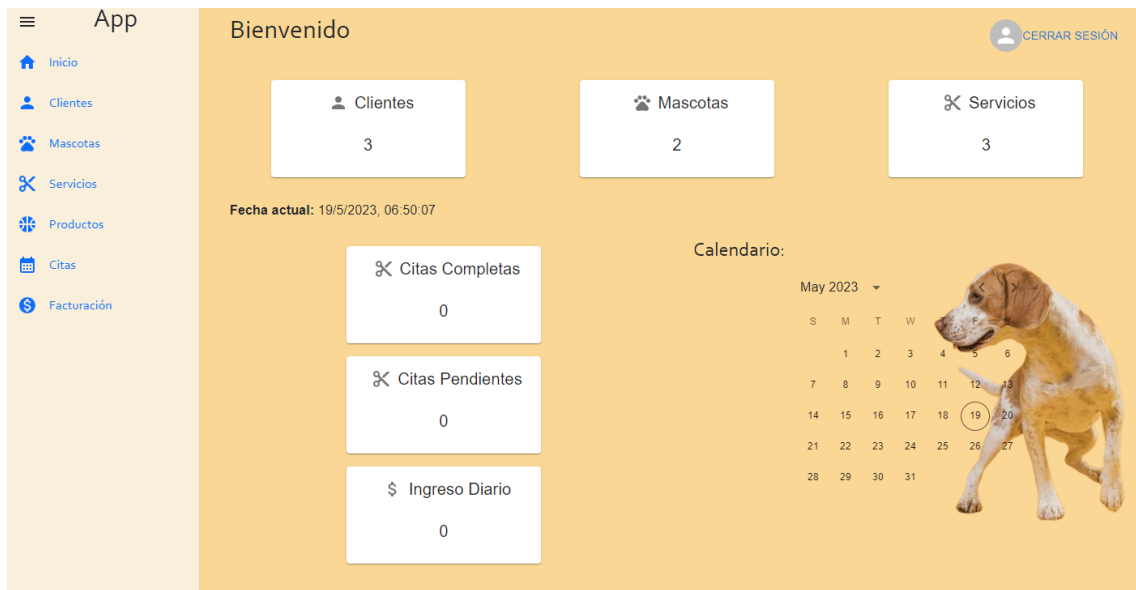 App
Inicio
Clientes
Mascotas
Servicios
Productos
Citas
Facturación
Bienvenido
CERRAR SESIÓN
Clientes
3
Mascotas
2
Servicios
3
Fecha actual: 19/5/2023, 06:50:07
Citas Completas
0
Citas Pendientes
0
Ingreso Diario
0
Calendario:
May 2023
S M T W F
1 2 3 4 5 6
7 8 9 10 11 12 13
14 15 16 17 18 19 20
21 22 23 24 25 26 27
28 29 30 31